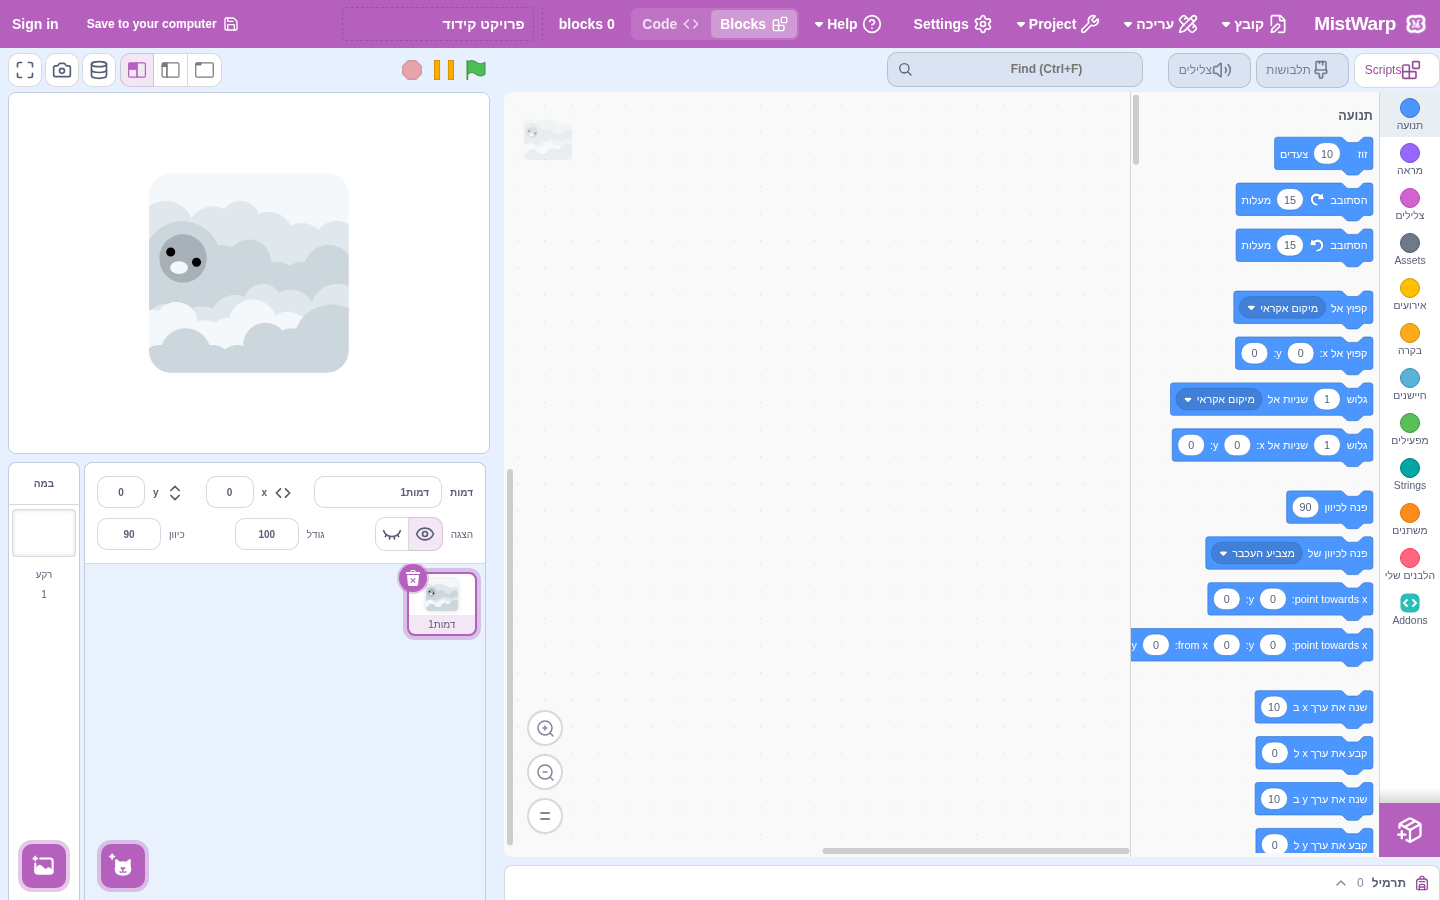 MistWarp קובץ עריכה Project Settings Help Blocks Code 0 blocks פרויקט קידוד Save to your computer Sign in
Scripts תלבושות צלילים Find (Ctrl+F)
תנועה
מראה
צלילים
Assets
אירועים
בקרה
חיישנים
מפעילים
Strings
משתנים
הלבנים שלי
Addons
תנועה
זוז 10 צעדים
הסתובב 15 מעלות
הסתובב 15 מעלות
קפוץ אל מיקום אקראי
קפוץ אל x: 0 y: 0
גלוש 1 שניות אל מיקום אקראי
גלוש 1 שניות אל x: 0 y: 0
פנה לכיוון 90
פנה לכיוון של מצביע העכבר
point towards x: 0 y: 0
point towards x: 0 y: 0 from x: 0 y
שנה את ערך x ב 10
קבע את ערך x ל 0
שנה את ערך y ב 10
קבע את ערך y ל 0
דמות דמות1 x 0 y 0
הצגה גודל 100 כיוון 90
דמות1
במה
רקע
1
תרמיל 0